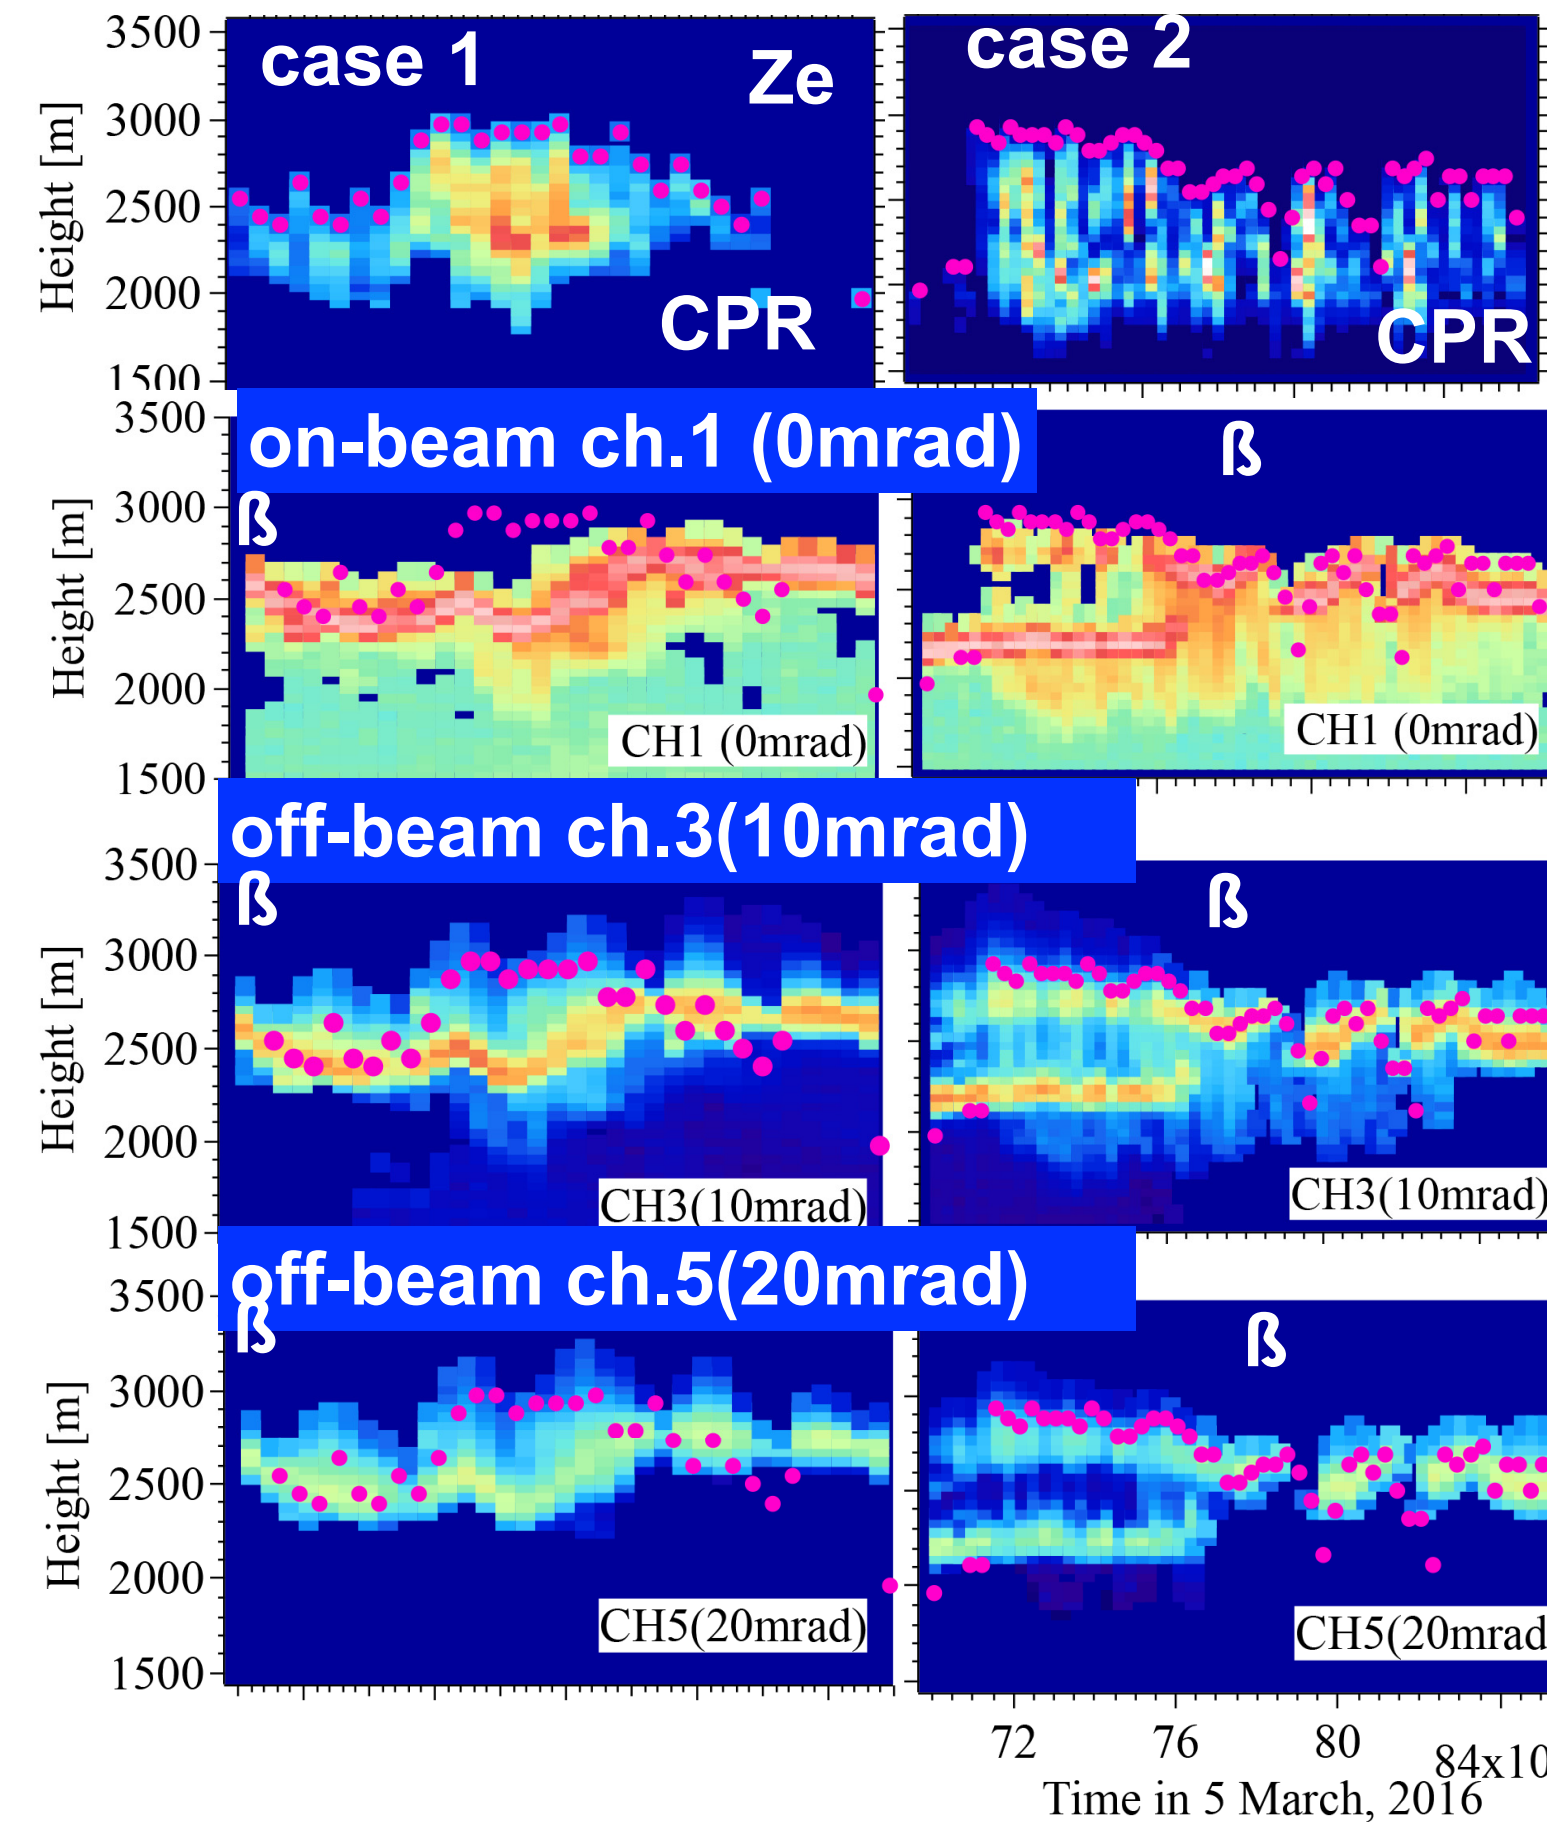 3500
case 1
Ze
case 2
3000
Height [m]
2500
2000
CPR
CPR
1500
3500
on-beam ch.1 (0mrad)
ß
3000
ß
Height [m]
2500
2000
CH1 (0mrad)
CH1 (0mrad)
1500
off-beam ch.3(10mrad)
3500
ß
ß
3000
Height [m]
2500
2000
CH3(10mrad)
CH3(10mrad)
1500
off-beam ch.5(20mrad)
3500
ß
ß
3000
Height [m]
2500
2000
CH5(20mrad)
CH5(20mrad
1500
72
76
80
84x10
Time in 5 March, 2016